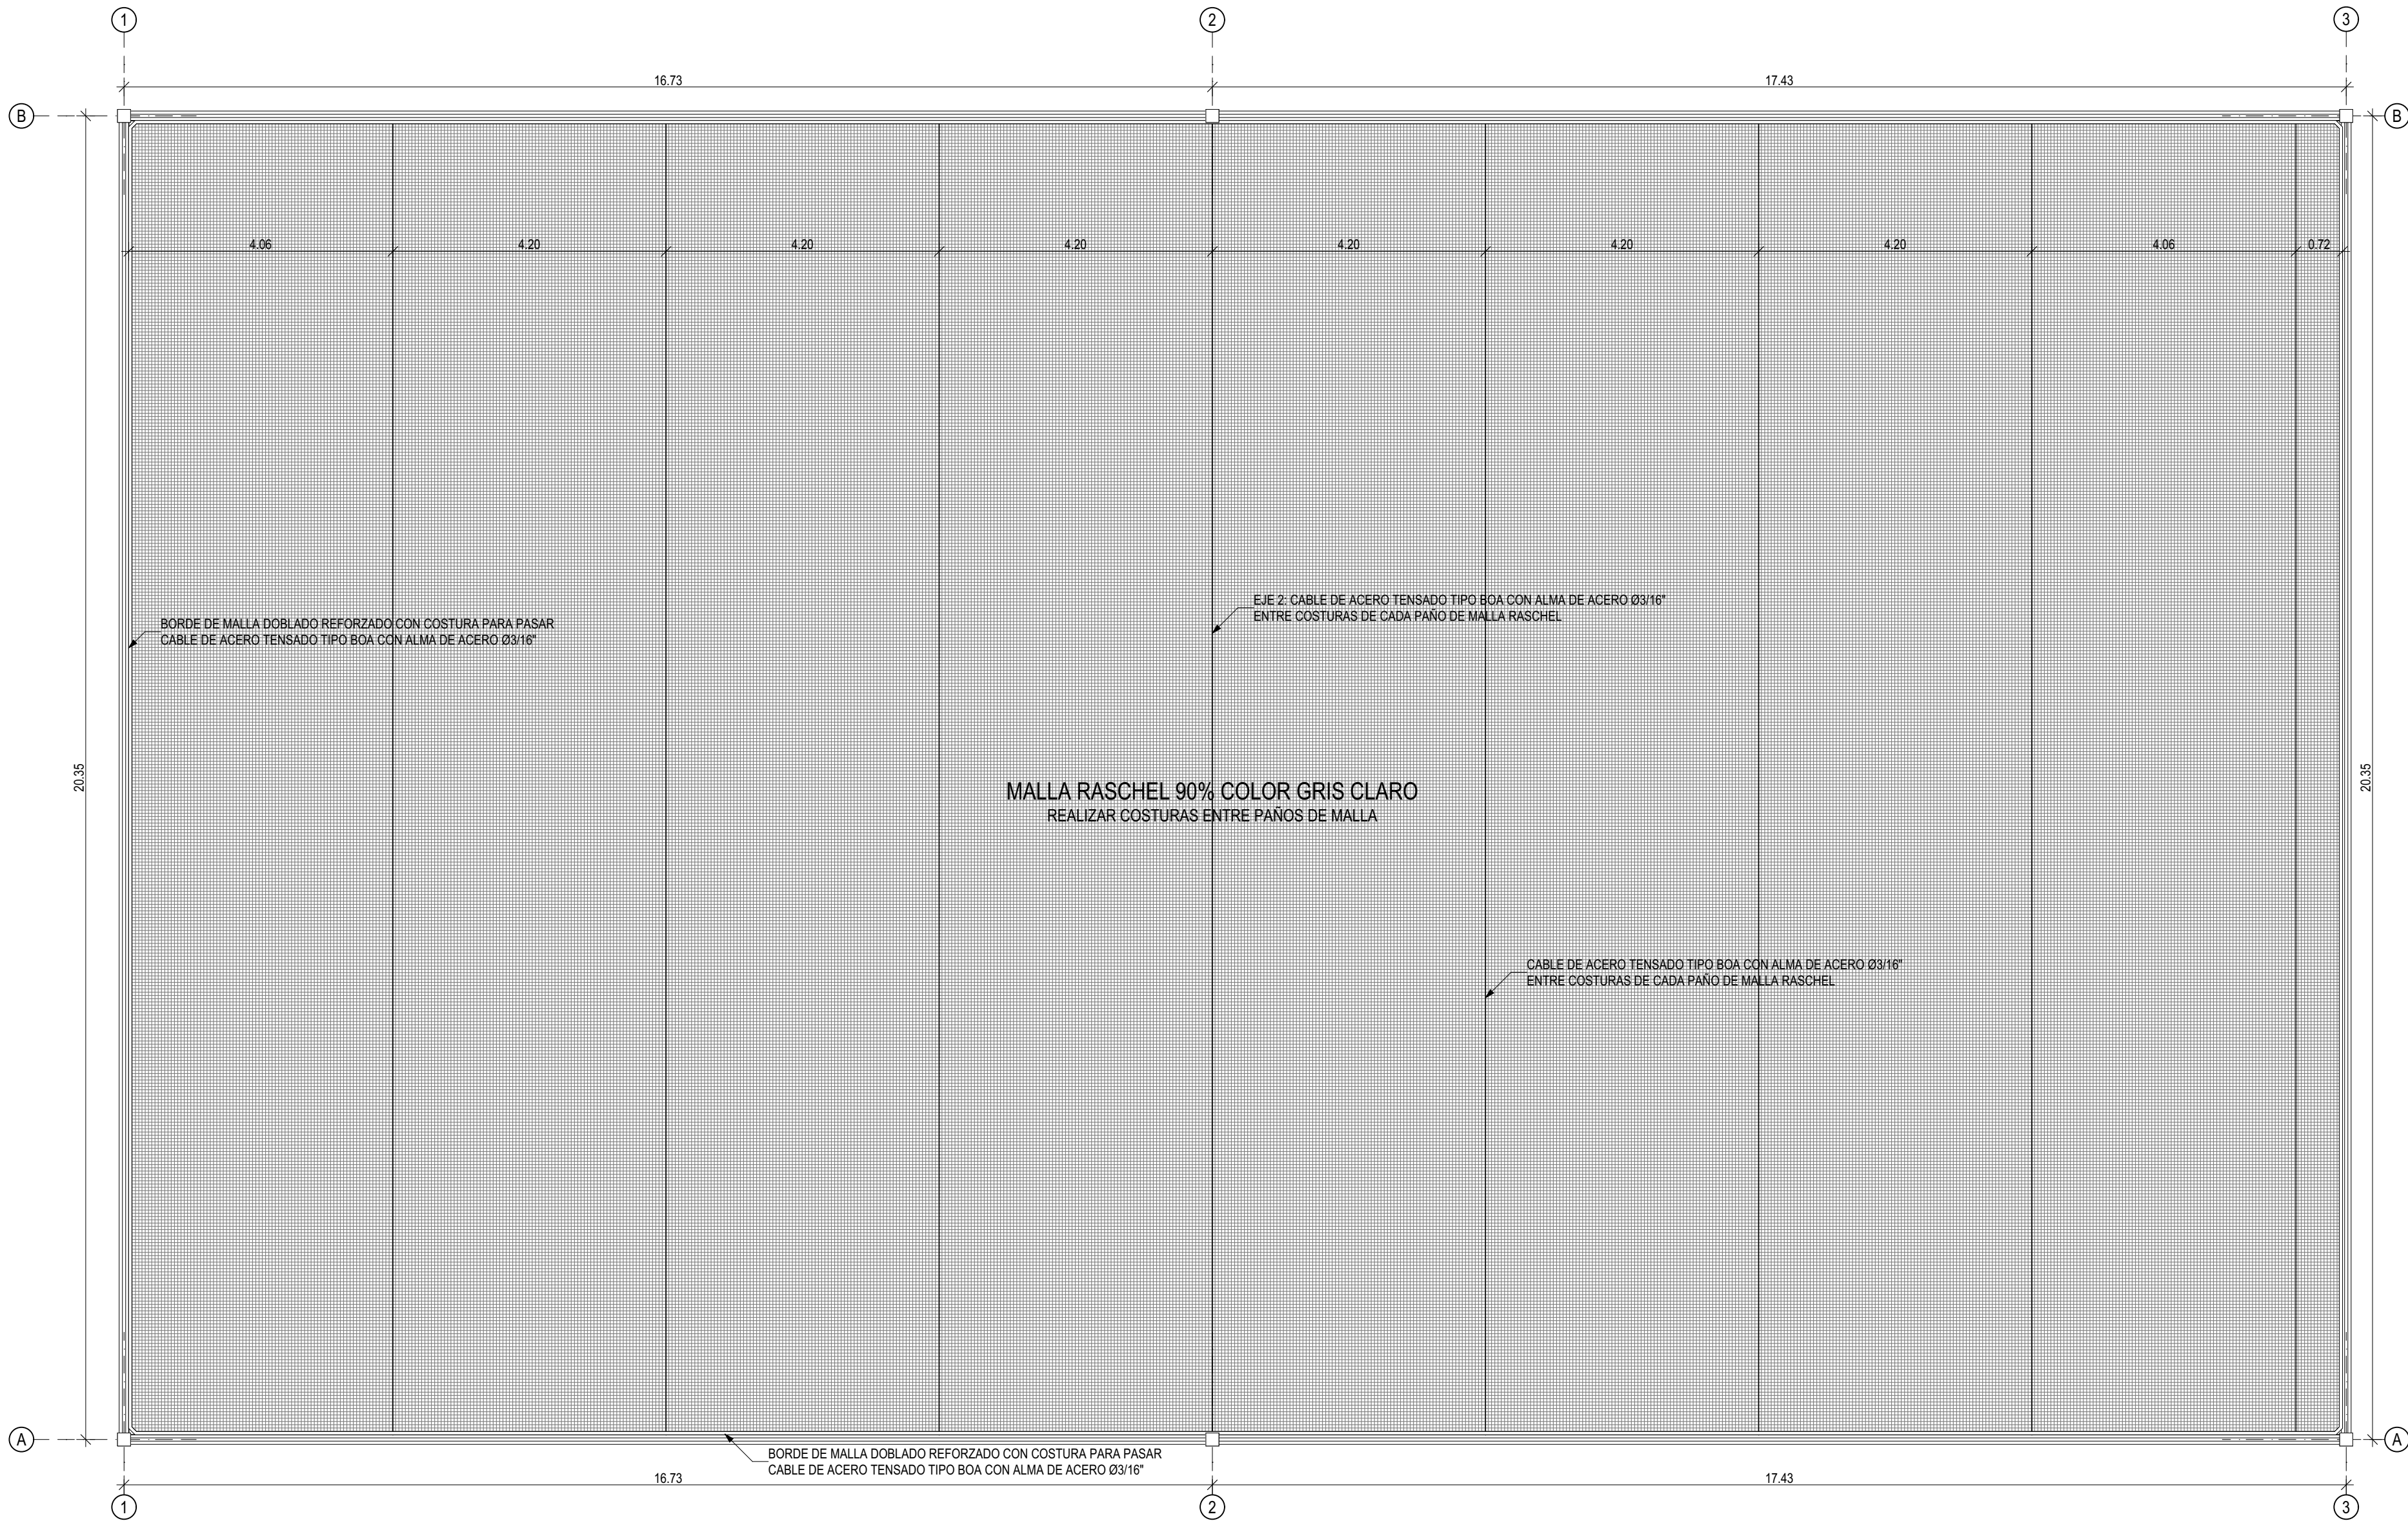 1
2
3
16.73
17.43
B
B
4.06
4.20
4.20
4.20
4.20
4.20
4.20
4.06
0.72
EJE 2: CABLE DE ACERO TENSADO TIPO BOA CON ALMA DE ACERO Ø3/16"
ENTRE COSTURAS DE CADA PAÑO DE MALLA RASCHEL
BORDE DE MALLA DOBLADO REFORZADO CON COSTURA PARA PASAR
CABLE DE ACERO TENSADO TIPO BOA CON ALMA DE ACERO Ø3/16"
20.35
20.35
MALLA RASCHEL 90% COLOR GRIS CLARO
REALIZAR COSTURAS ENTRE PAÑOS DE MALLA
CABLE DE ACERO TENSADO TIPO BOA CON ALMA DE ACERO Ø3/16"
ENTRE COSTURAS DE CADA PAÑO DE MALLA RASCHEL
A
A
BORDE DE MALLA DOBLADO REFORZADO CON COSTURA PARA PASAR
CABLE DE ACERO TENSADO TIPO BOA CON ALMA DE ACERO Ø3/16"
16.73
17.43
1
2
3